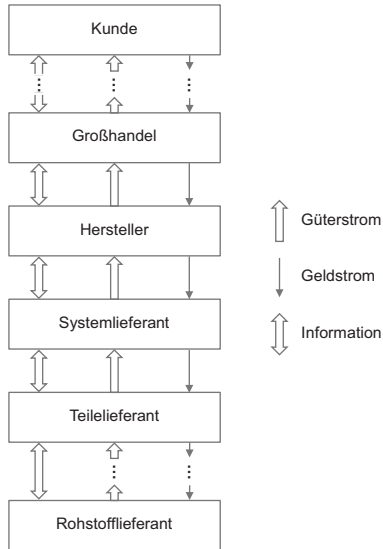 Kunde
Großhandel
Hersteller
Güterstrom
Geldstrom
Systemlieferant
Information
Teilelieferant
Rohstofflieferant